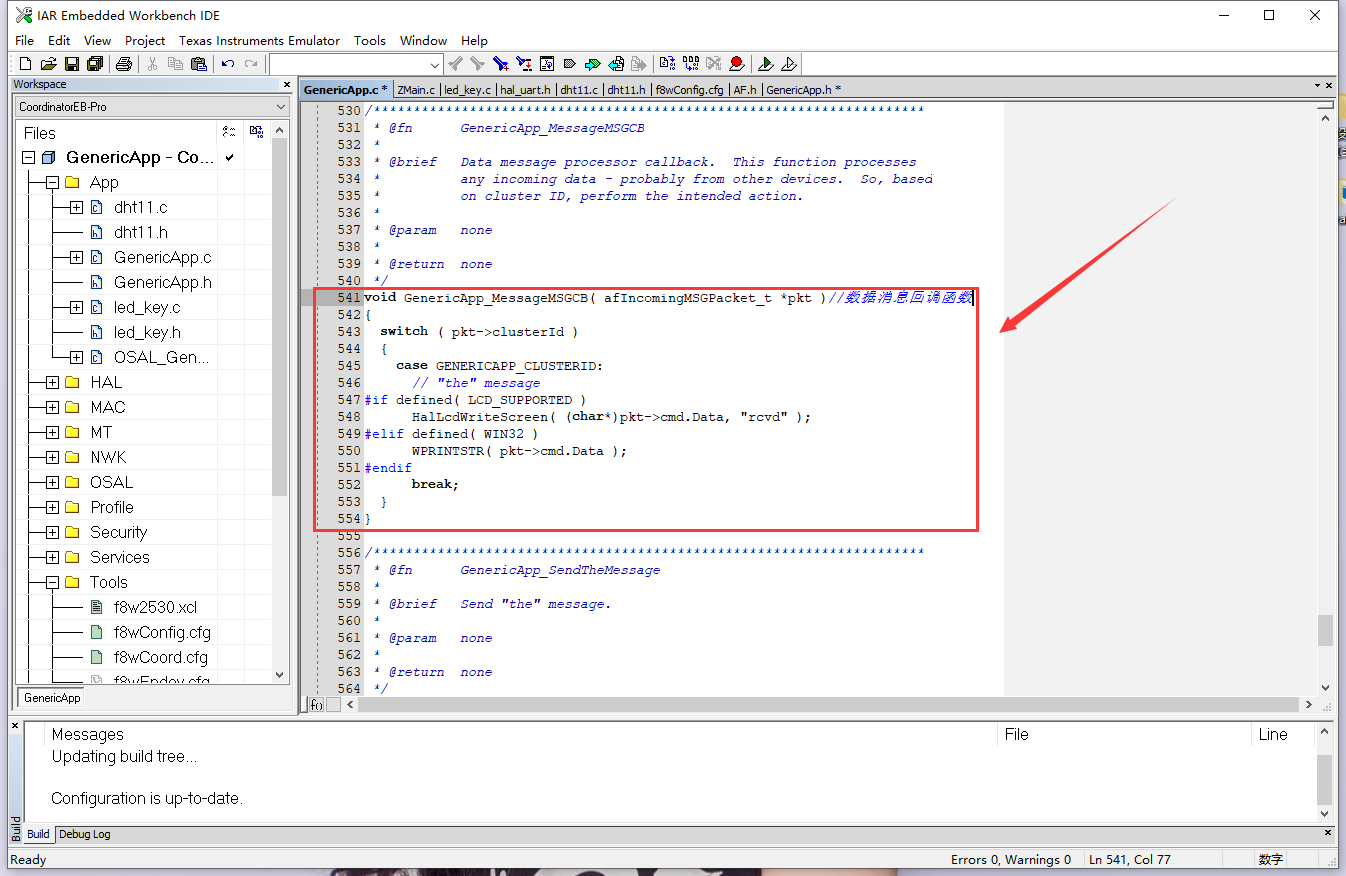 IAR Embedded Workbench IDE
File Edit View Project Texas Instruments Emulator Tools Window Help
Workspace
CoordinatorEB-Pro
Files
GenericApp - Co...
App
dht11.c
dht11.h
GenericApp.c
GenericApp.h
led_key.c
led_key.h
OSAL_Gen...
HAL
MAC
MT
NWK
OSAL
Profile
Security
Services
Tools
f8w2530.xcl
f8wConfig.cfg
f8wCoord.cfg
f8wEndev.cfg
GenericApp
GenericApp.c * ZMain.c led_key.c hal_uart.h dht11.c dht11.h f8wConfig.cfg AF.h GenericApp.h *
530 /*********************************************************************
531 * @fn GenericApp_MessageMSGCB
532 *
533 * @brief Data message processor callback. This function processes
534 * any incoming data - probably from other devices. So, based
535 * on cluster ID, perform the intended action.
536 *
537 * @param none
538 *
539 * @return none
540 */
541 void GenericApp_MessageMSGCB( afIncomingMSGPacket_t *pkt )//数据消息回调函数
542 {
543 switch ( pkt->clusterId )
544 {
545 case GENERICAPP_CLUSTERID:
546 // "the" message
547 #if defined( LCD_SUPPORTED )
548 HalLcdWriteScreen( (char*)pkt->cmd.Data, "rcvd" );
549 #elif defined( WIN32 )
550 WPRINTSTR( pkt->cmd.Data );
551 #endif
552 break;
553 }
554 }
555
556 /*********************************************************************
557 * @fn GenericApp_SendTheMessage
558 *
559 * @brief Send "the" message.
560 *
561 * @param none
562 *
563 * @return none
564 */
f()
Messages File Line
Updating build tree...
Configuration is up-to-date.
Build
Build Debug Log
Ready Errors 0, Warnings 0 Ln 541, Col 77 数字